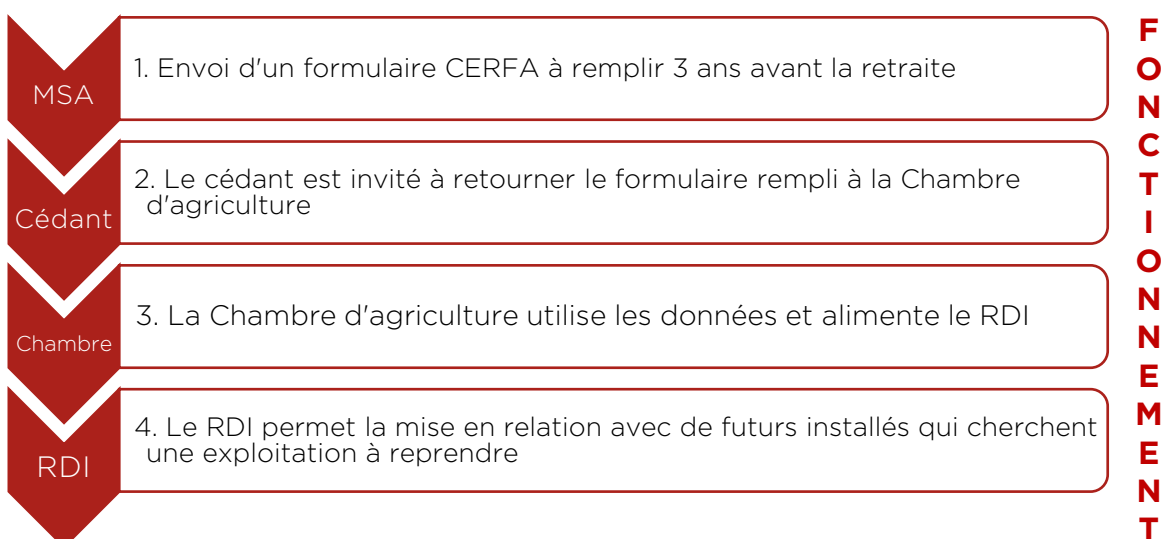 MSA
1. Envoi d'un formulaire CERFA à remplir 3 ans avant la retraite
Cédant
2. Le cédant est invité à retourner le formulaire rempli à la Chambre
d'agriculture
Chambre
3. La Chambre d'agriculture utilise les données et alimente le RDI
RDI
4. Le RDI permet la mise en relation avec de futurs installés qui cherchent
une exploitation à reprendre
FONCTIONNEMENT